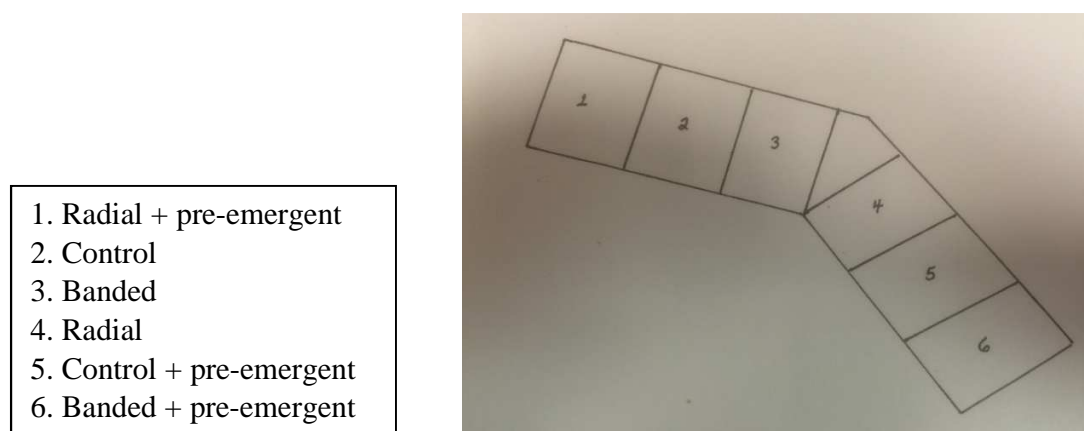 1. Radial + pre-emergent
2. Control
3. Banded
4. Radial
5. Control + pre-emergent
6. Banded + pre-emergent
1
2
3
4
5
6